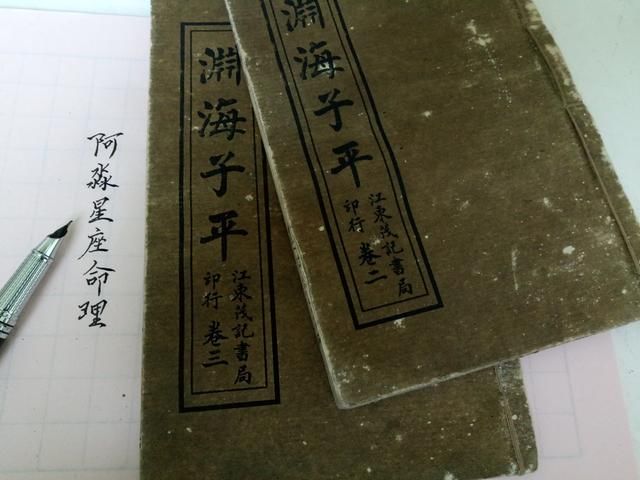 阿淼星座命理
淵海子平
江東茂記書局
印行
卷三
淵海子平
江東茂記書局
印行
卷二